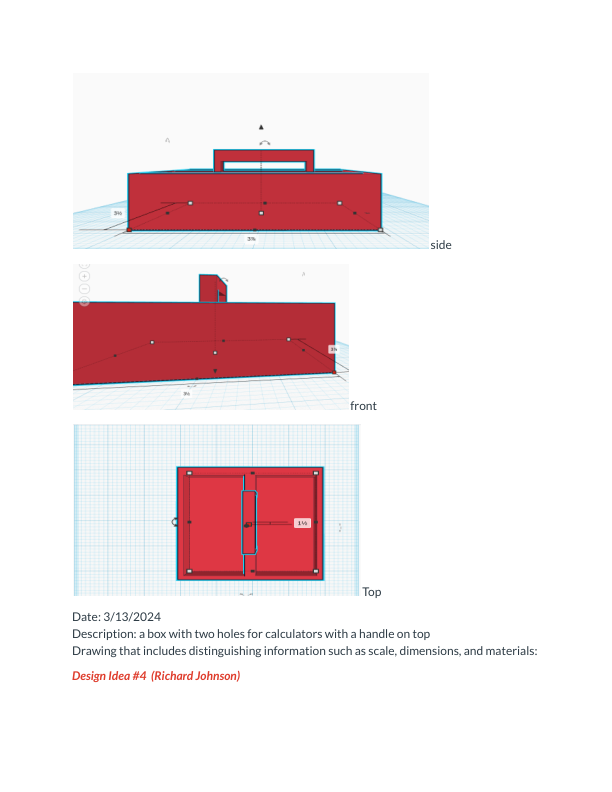 side
front
Top
Date: 3/13/2024
Description: a box with two holes for calculators with a handle on top
Drawing that includes distinguishing information such as scale, dimensions, and materials:
Design Idea #4 (Richard Johnson)